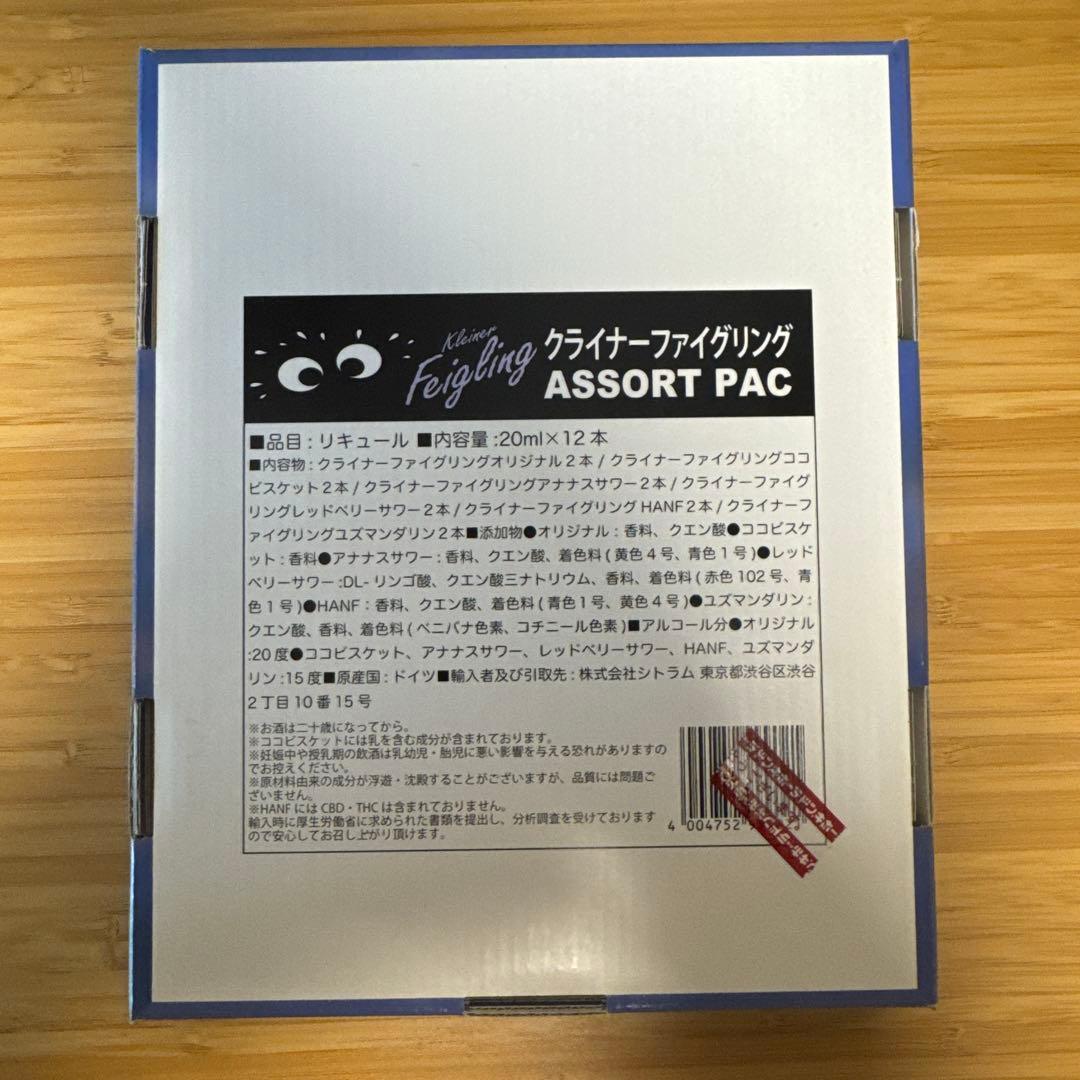 Kleiner
Feigling
クライナーファイグリング
ASSORT PAC
■品目：リキュール ■内容量:20ml×12本
■内容物：クライナーファイグリングオリジナル2本 / クライナーファイグリングココ
ビスケット2本 / クライナーファイグリングアナナスサワー2本 / クライナーファイグ
リングレッドベリーサワー2本 / クライナーファイグリング HANF2本 / クライナーフ
ァイグリングユズマンダリン2本■添加物●オリジナル：香料、クエン酸●ココビスケ
ット：香料●アナナスサワー：香料、クエン酸、着色料(黄色4号、青色1号)●レッド
ベリーサワー:DL-リンゴ酸、クエン酸三ナトリウム、香料、着色料(赤色102号、青
色1号)●HANF：香料、クエン酸、着色料(青色1号、黄色4号)●ユズマンダリン：
クエン酸、香料、着色料(ベニバナ色素、コチニール色素)■アルコール分●オリジナル
:20度●ココビスケット、アナナスサワー、レッドベリーサワー、HANF、ユズマンダ
リン:15度■原産国：ドイツ■輸入者及び引取先：株式会社シトラム 東京都渋谷区渋谷
2丁目10番15号
※お酒は二十歳になってから。
※ココビスケットには乳を含む成分が含まれております。
※妊娠中や授乳期の飲酒は乳幼児・胎児に悪い影響を与える恐れがありますの
でお控えください。
※原材料由来の成分が浮遊・沈殿することがございますが、品質には問題ご
ざいません。
※HANFにはCBD・THCは含まれておりません。
輸入時に厚生労働省に求められた書類を提出し、分析調査を受けております
ので安心してお召し上がり頂けます。
4 004752